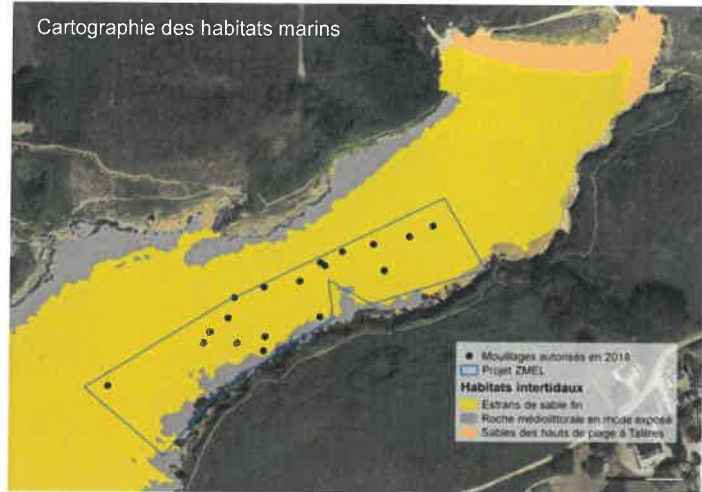 Cartographie des habitats marins
Mouillages autorisés en 2018
Projet ZMEL
Habitats intertidaux
Estrans de sable fin
Roche médiolittorale en mode exposé
Sables des hauts de plage à Talitres